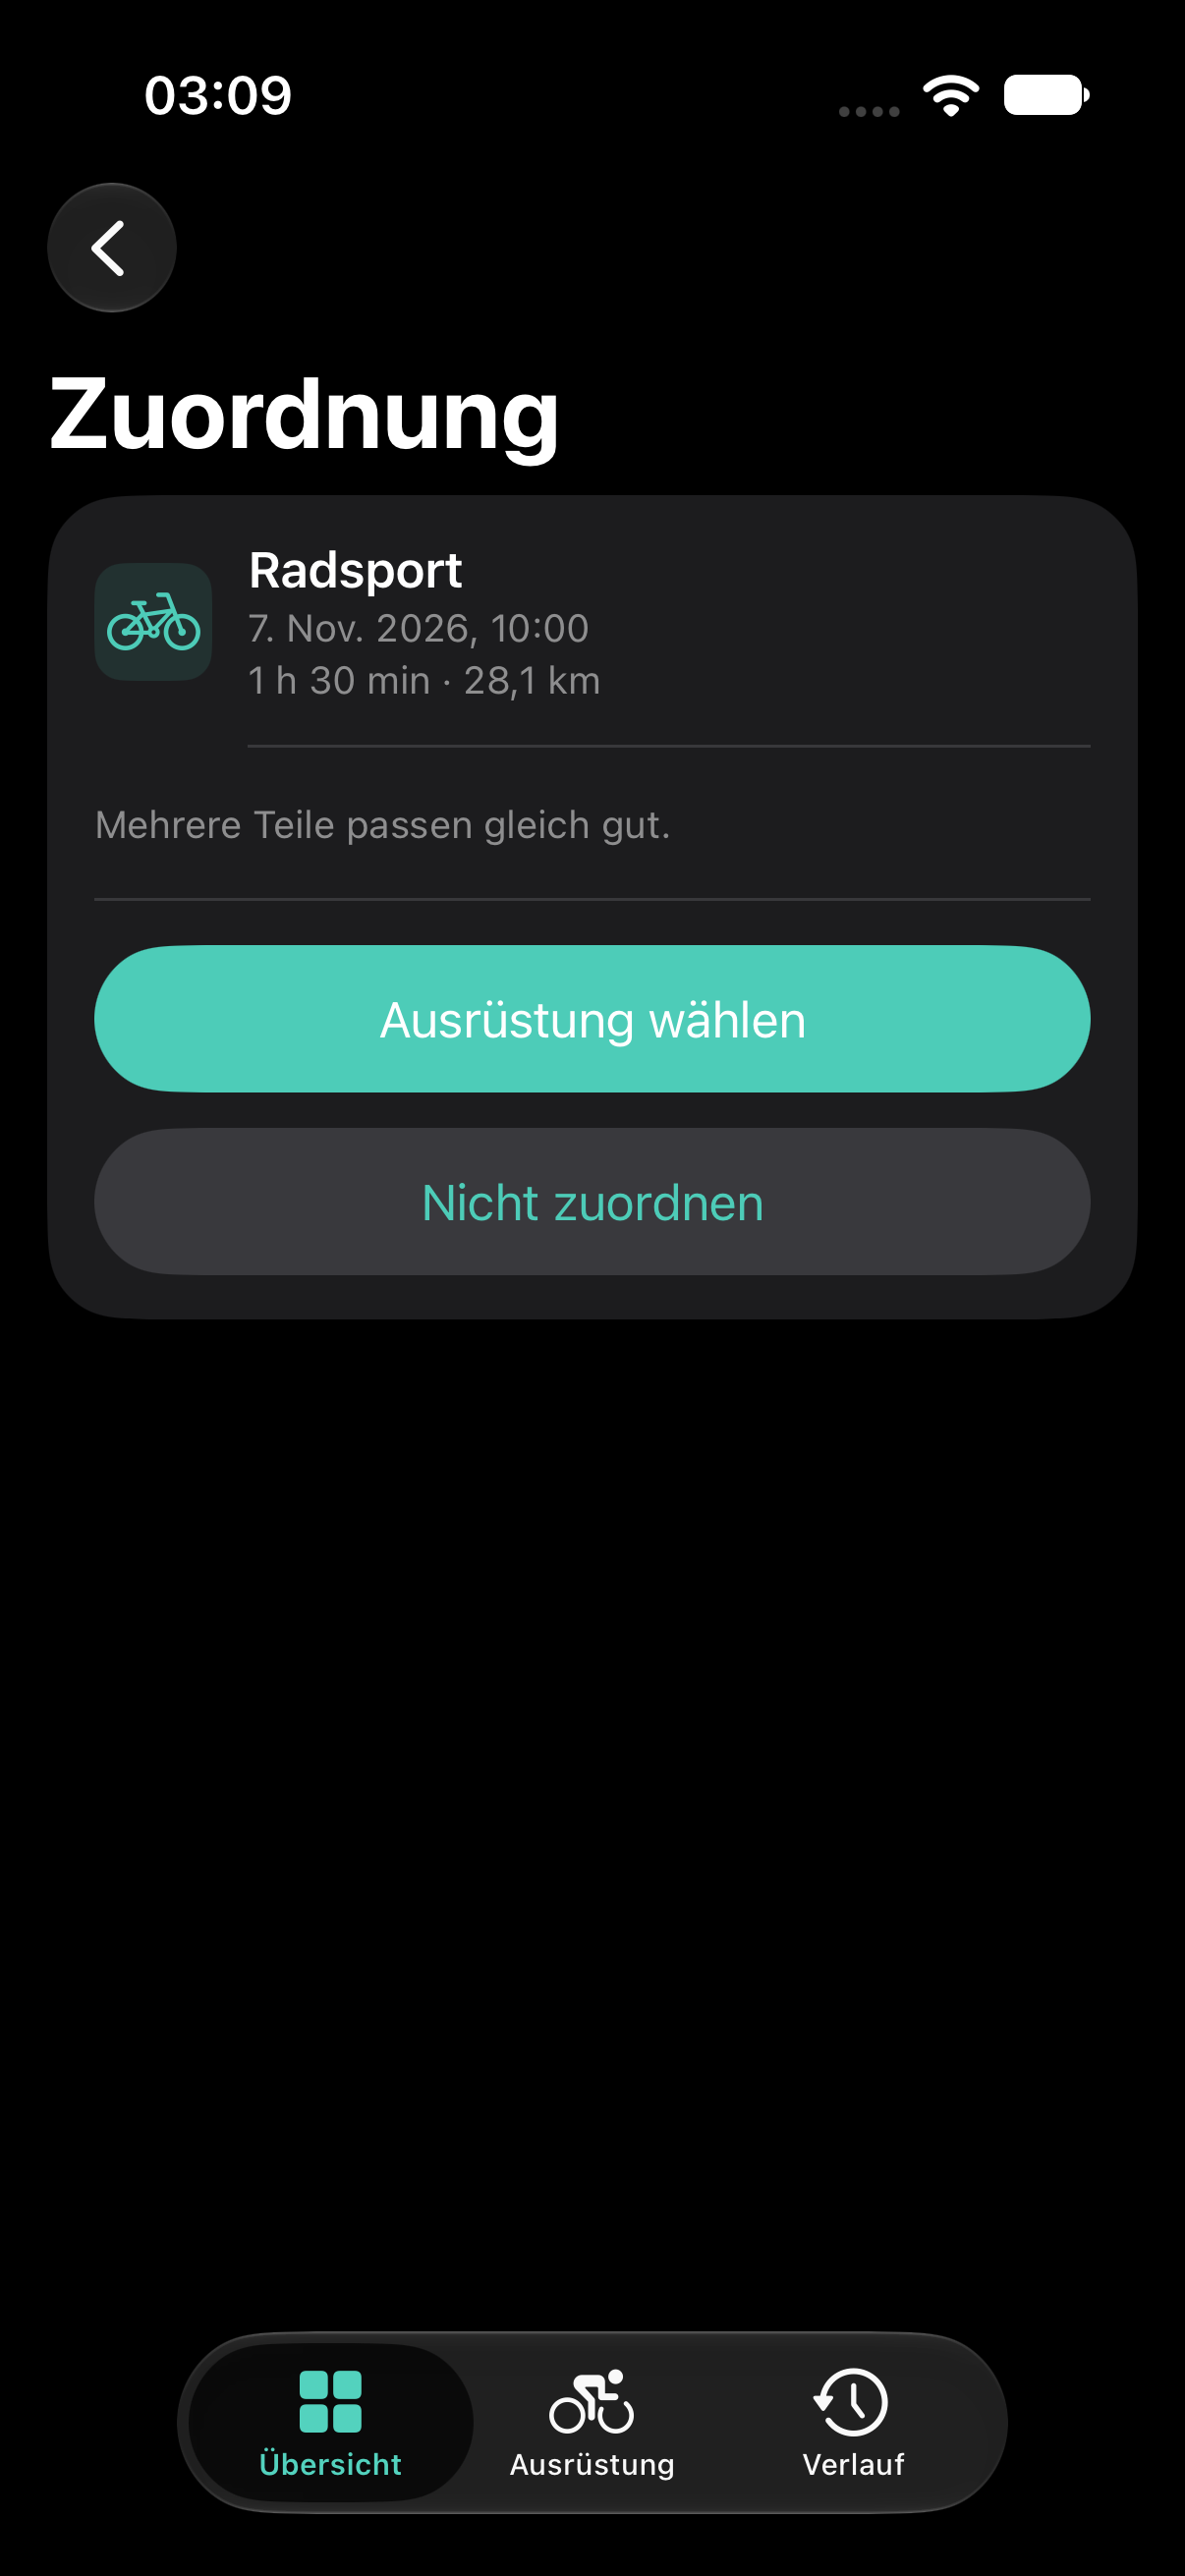 03:09
Zuordnung
Radsport
7. Nov. 2026, 10:00
1 h 30 min · 28,1 km
Mehrere Teile passen gleich gut.
Ausrüstung wählen
Nicht zuordnen
Übersicht
Ausrüstung
Verlauf